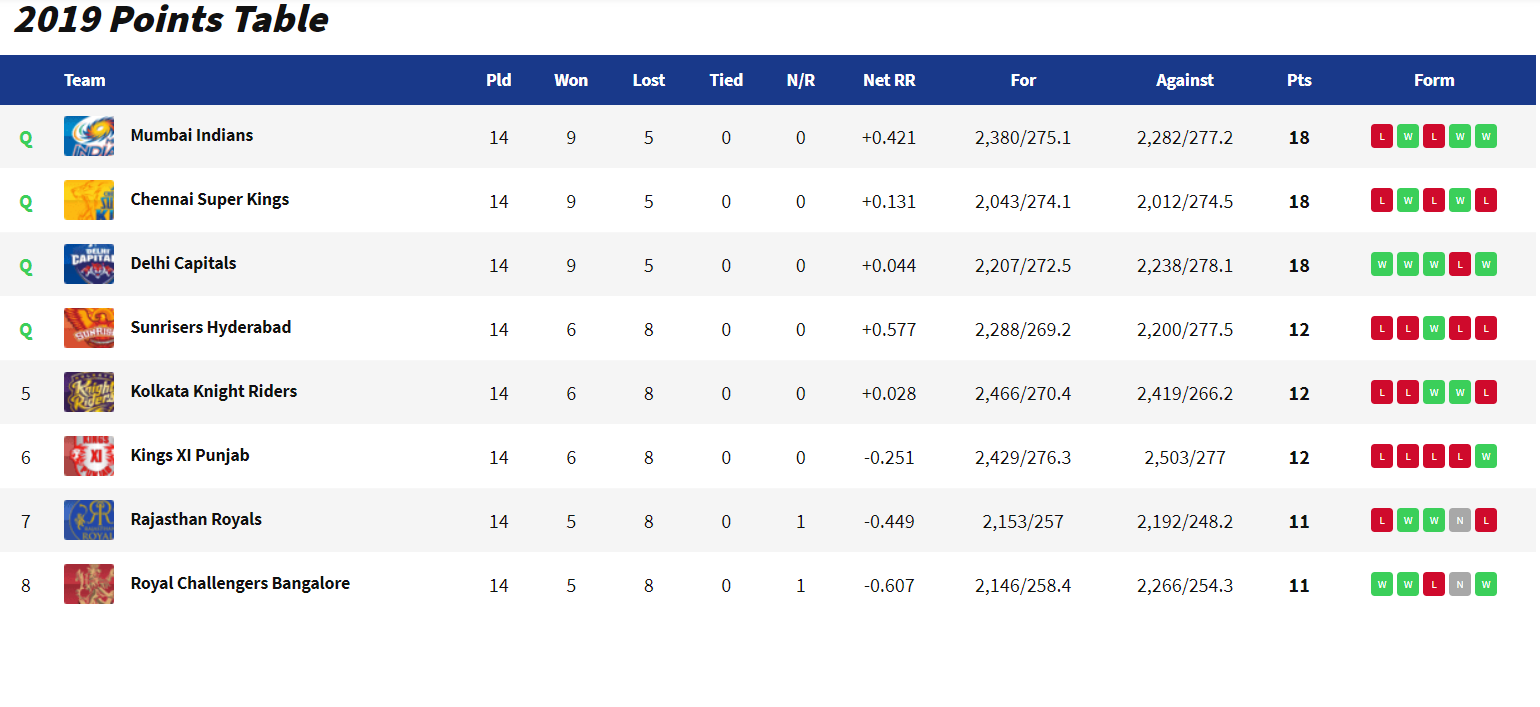 2019 Points Table
Team Pld Won Lost Tied N/R Net RR For Against Pts Form
Q Mumbai Indians 14 9 5 0 0 +0.421 2,380/275.1 2,282/277.2 18 L W L W W
Q Chennai Super Kings 14 9 5 0 0 +0.131 2,043/274.1 2,012/274.5 18 L W L W L
Q Delhi Capitals 14 9 5 0 0 +0.044 2,207/272.5 2,238/278.1 18 W W W L W
Q Sunrisers Hyderabad 14 6 8 0 0 +0.577 2,288/269.2 2,200/277.5 12 L L W L L
5 Kolkata Knight Riders 14 6 8 0 0 +0.028 2,466/270.4 2,419/266.2 12 L L W W L
6 Kings XI Punjab 14 6 8 0 0 -0.251 2,429/276.3 2,503/277 12 L L L L W
7 Rajasthan Royals 14 5 8 0 1 -0.449 2,153/257 2,192/248.2 11 L W W N L
8 Royal Challengers Bangalore 14 5 8 0 1 -0.607 2,146/258.4 2,266/254.3 11 W W L N W